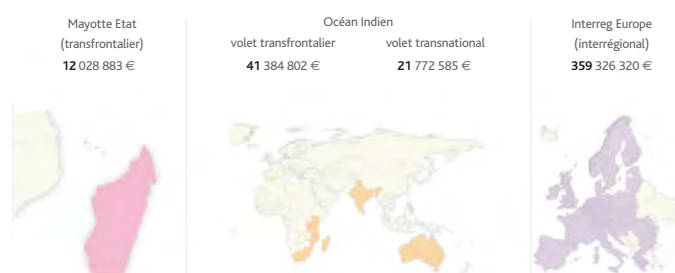 Mayotte Etat
(transfrontalier)
12 028 883 €
Océan Indien
volet transfrontalier
41 384 802 €
volet transnational
21 772 585 €
Interreg Europe
(interrégional)
359 326 320 €